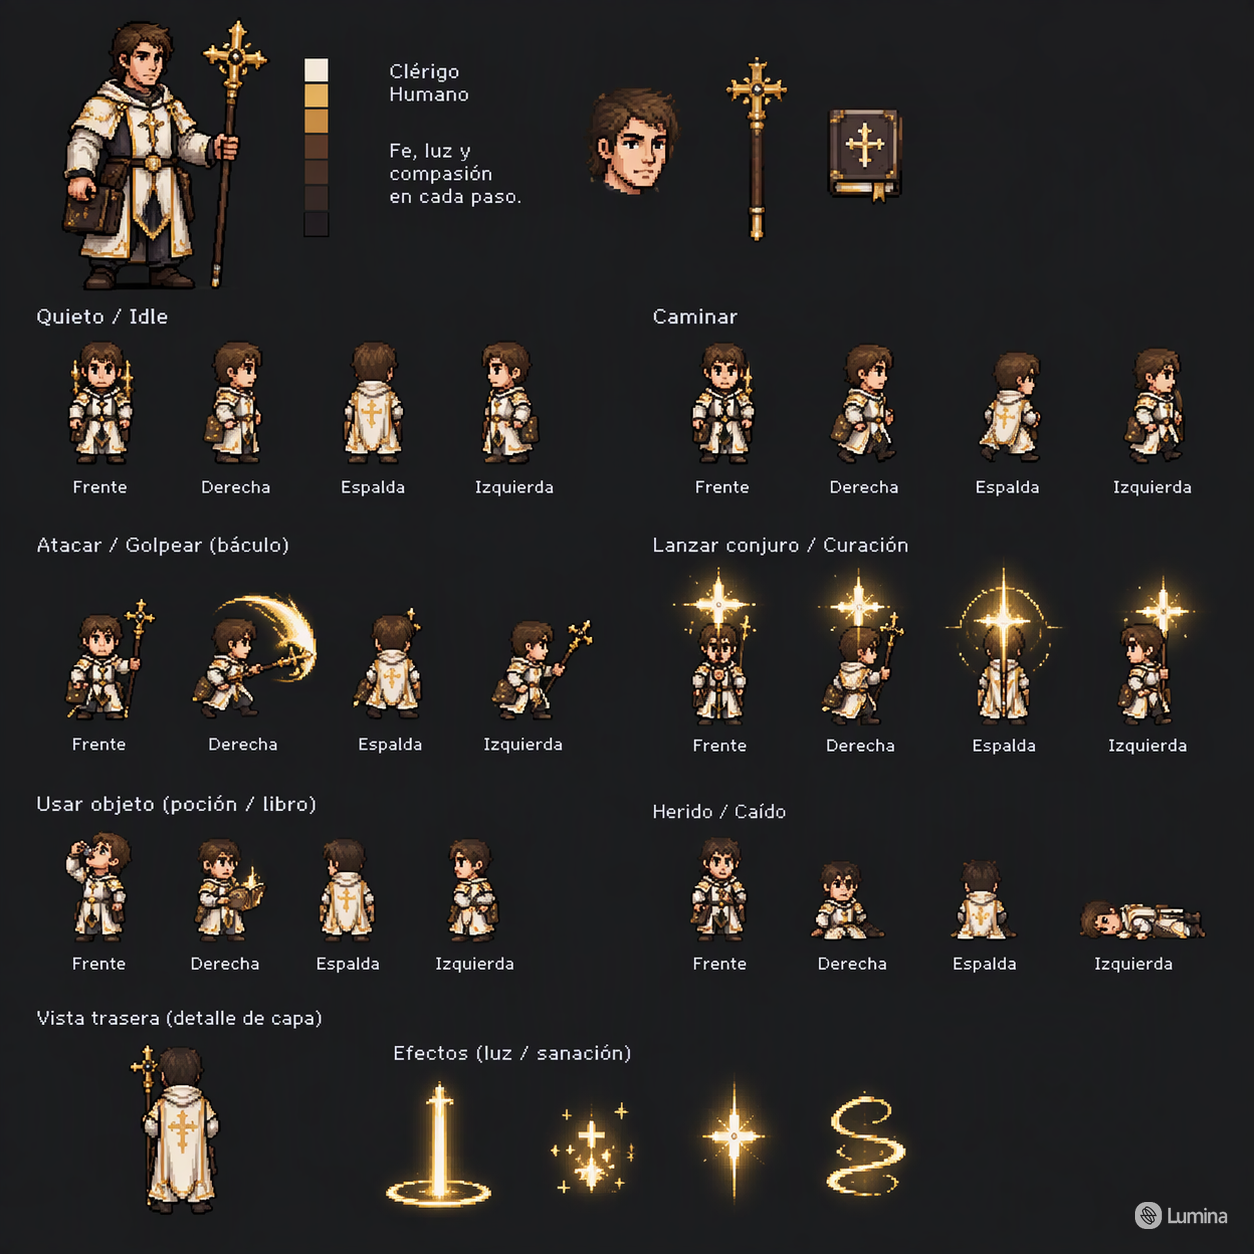 Clérigo
Humano
Fe, luz y
compasión
en cada paso.
Quieto / Idle
Frente
Derecha
Espalda
Izquierda
Caminar
Frente
Derecha
Espalda
Izquierda
Atacar / Golpear (báculo)
Frente
Derecha
Espalda
Izquierda
Lanzar conjuro / Curación
Frente
Derecha
Espalda
Izquierda
Usar objeto (poción / libro)
Frente
Derecha
Espalda
Izquierda
Herido / Caído
Frente
Derecha
Espalda
Izquierda
Vista trasera (detalle de capa)
Efectos (luz / sanación)
Lumina